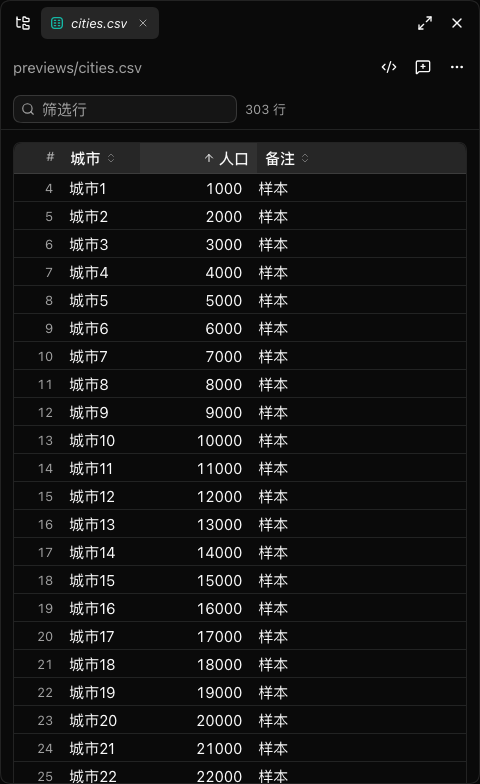 cities.csv
previews/cities.csv
筛选行 303 行
# 城市 人口 备注
4 城市1 1000 样本
5 城市2 2000 样本
6 城市3 3000 样本
7 城市4 4000 样本
8 城市5 5000 样本
9 城市6 6000 样本
10 城市7 7000 样本
11 城市8 8000 样本
12 城市9 9000 样本
13 城市10 10000 样本
14 城市11 11000 样本
15 城市12 12000 样本
16 城市13 13000 样本
17 城市14 14000 样本
18 城市15 15000 样本
19 城市16 16000 样本
20 城市17 17000 样本
21 城市18 18000 样本
22 城市19 19000 样本
23 城市20 20000 样本
24 城市21 21000 样本
25 城市22 22000 样本